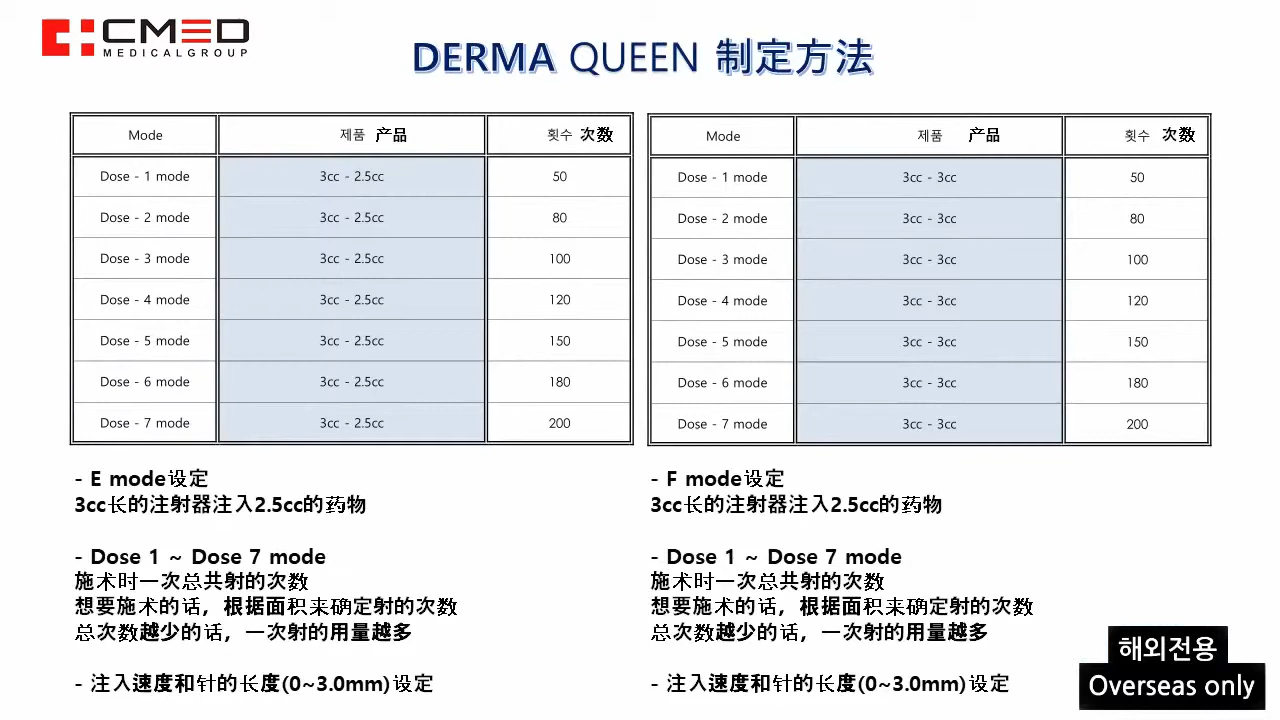 CMED
MEDICALGROUP
DERMA QUEEN 制定方法
Mode 제품 产品 횟수 次数
Dose - 1 mode 3cc - 2.5cc 50
Dose - 2 mode 3cc - 2.5cc 80
Dose - 3 mode 3cc - 2.5cc 100
Dose - 4 mode 3cc - 2.5cc 120
Dose - 5 mode 3cc - 2.5cc 150
Dose - 6 mode 3cc - 2.5cc 180
Dose - 7 mode 3cc - 2.5cc 200
- E mode设定
3cc长的注射器注入2.5cc的药物
- Dose 1 ~ Dose 7 mode
施术时一次总共射的次数
想要施术的话，根据面积来确定射的次数
总次数越少的话，一次射的用量越多
- 注入速度和针的长度(0~3.0mm)设定
Mode 제품 产品 횟수 次数
Dose - 1 mode 3cc - 3cc 50
Dose - 2 mode 3cc - 3cc 80
Dose - 3 mode 3cc - 3cc 100
Dose - 4 mode 3cc - 3cc 120
Dose - 5 mode 3cc - 3cc 150
Dose - 6 mode 3cc - 3cc 180
Dose - 7 mode 3cc - 3cc 200
- F mode设定
3cc长的注射器注入2.5cc的药物
- Dose 1 ~ Dose 7 mode
施术时一次总共射的次数
想要施术的话，根据面积来确定射的次数
总次数越少的话，一次射的用量越多
- 注入速度和针的长度(0~3.0mm)设定
해외전용
Overseas only